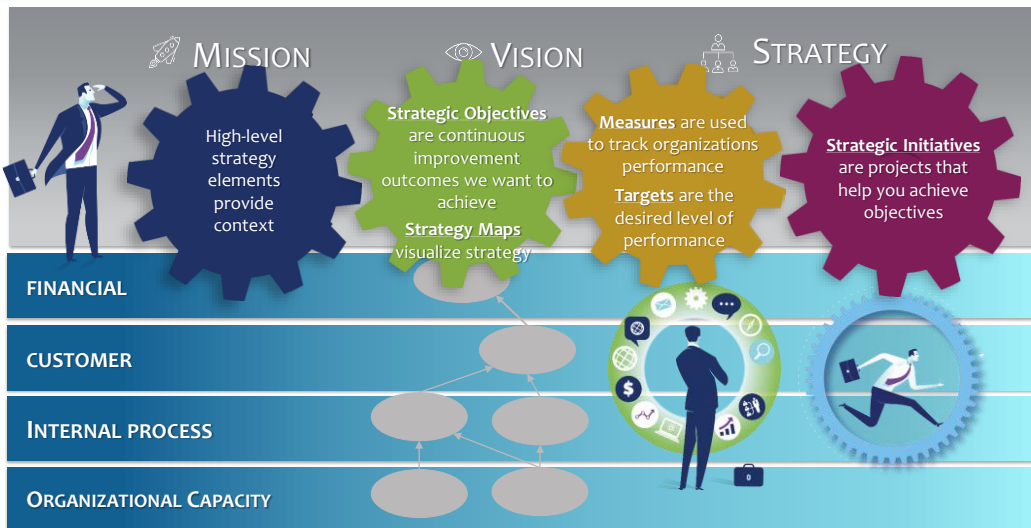 MISSION
VISION
STRATEGY
High-level
strategy
elements
provide
context
Strategic Objectives
are continuous
improvement
outcomes we want to
achieve
Strategy Maps
visualize strategy
Measures are used
to track organizations
performance
Targets are the
desired level of
performance
Strategic Initiatives
are projects that
help you achieve
objectives
FINANCIAL
CUSTOMER
INTERNAL PROCESS
ORGANIZATIONAL CAPACITY
$